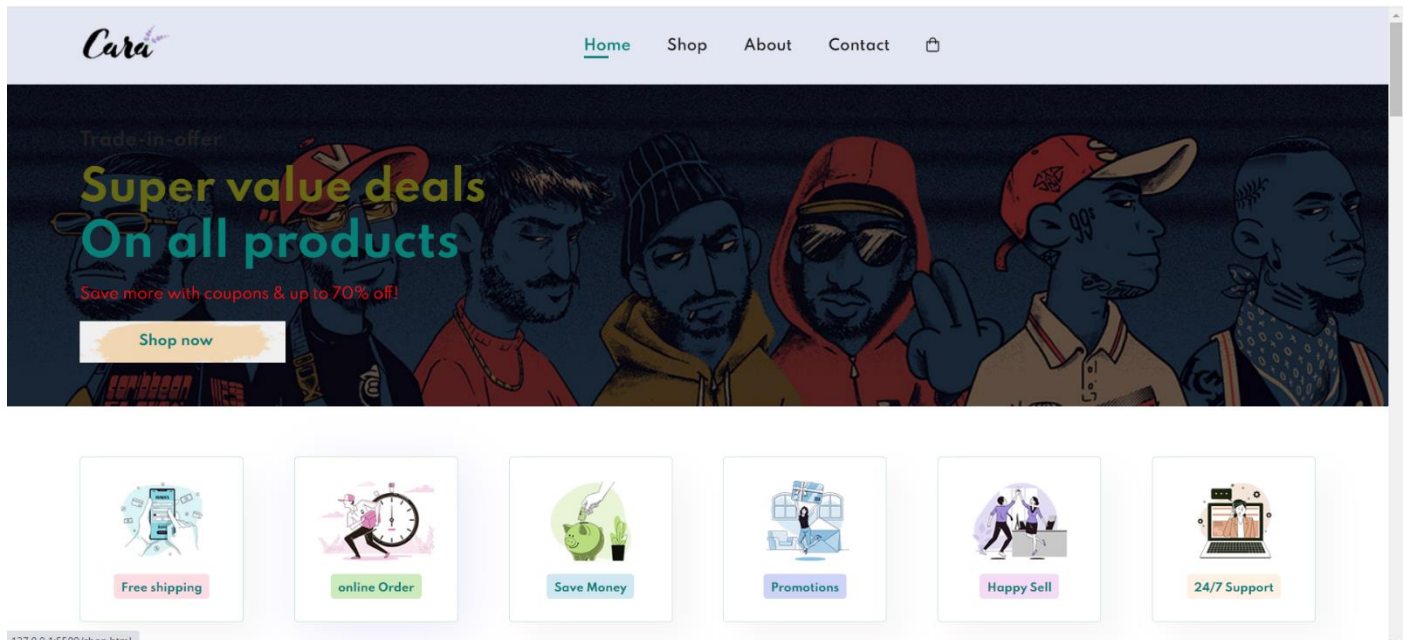 Cara
Home Shop About Contact
Trade-in-offer
Super value deals
On all products
Save more with coupons & up to 70% off!
Shop now
Free shipping
online Order
Save Money
Promotions
Happy Sell
24/7 Support